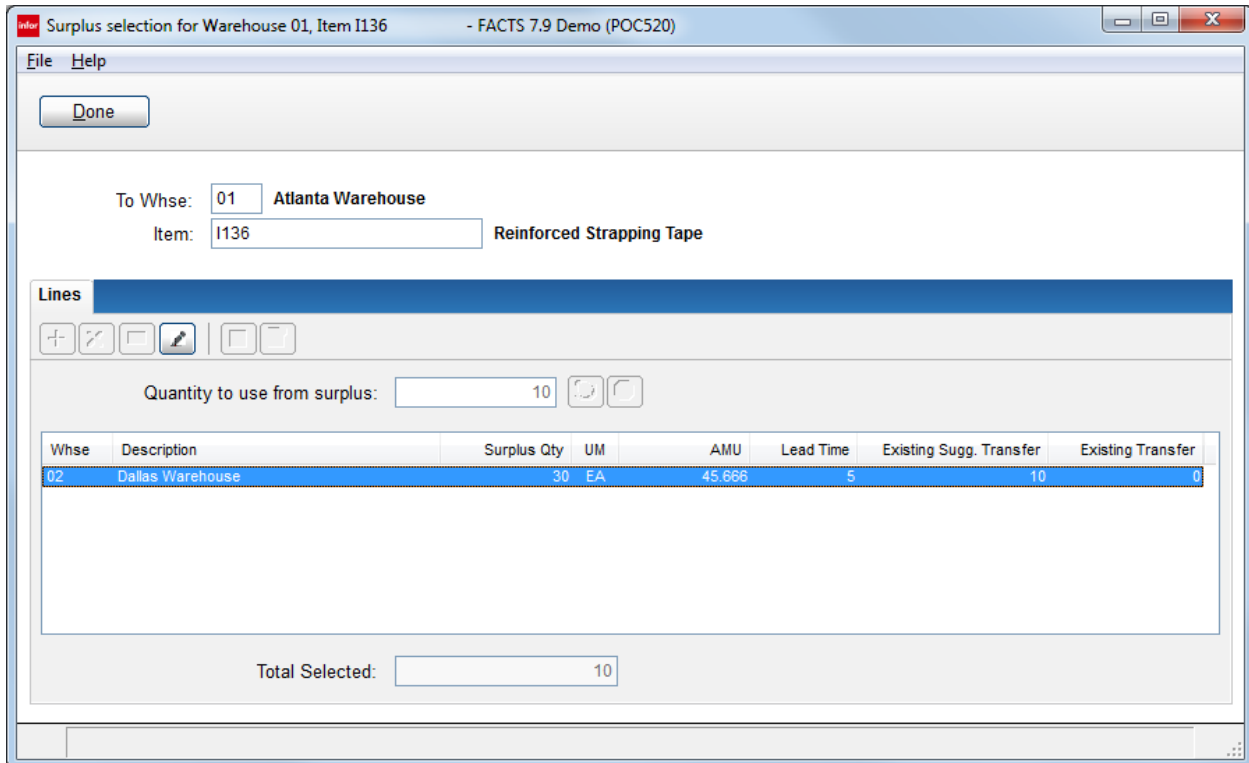 infor Surplus selection for Warehouse 01, Item I136 - FACTS 7.9 Demo (POC520)
File Help
Done
To Whse: 01 Atlanta Warehouse
Item: I136 Reinforced Strapping Tape
Lines
Quantity to use from surplus: 10
Whse Description Surplus Qty UM AMU Lead Time Existing Sugg. Transfer Existing Transfer
02 Dallas Warehouse 30 EA 45.666 5 10 0
Total Selected: 10